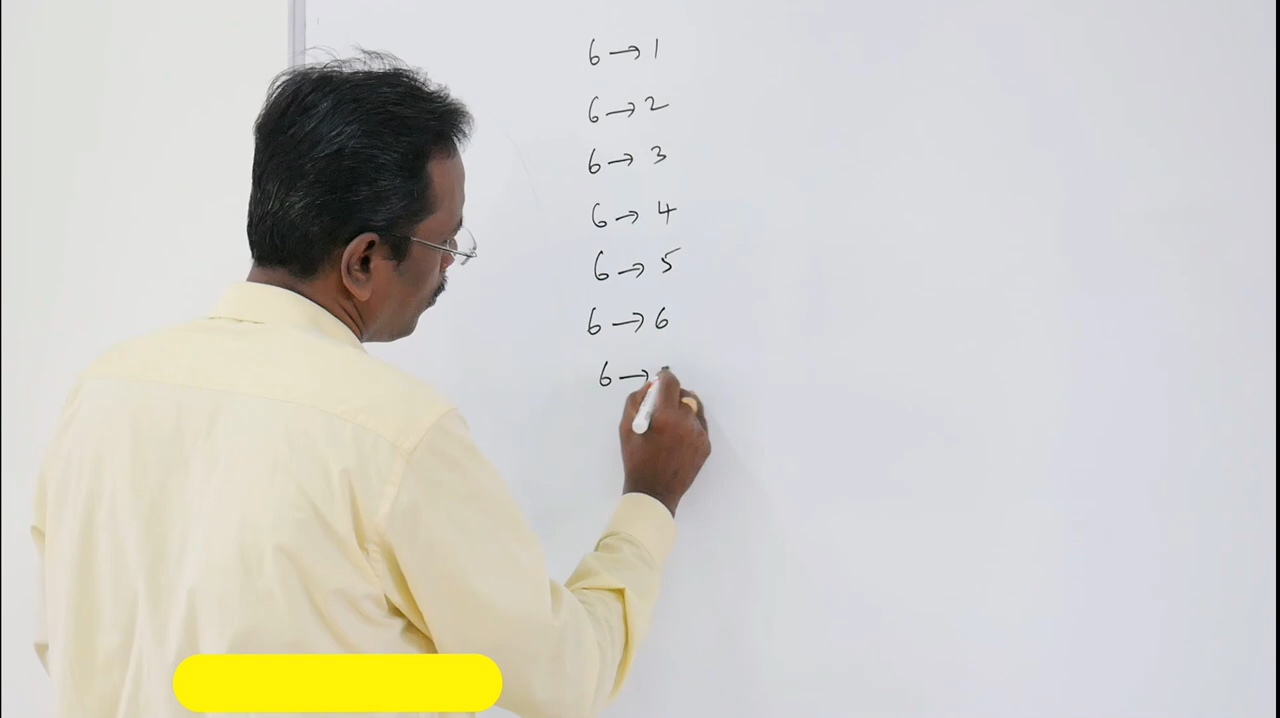 6 → 1
6 → 2
6 → 3
6 → 4
6 → 5
6 → 6
6 →